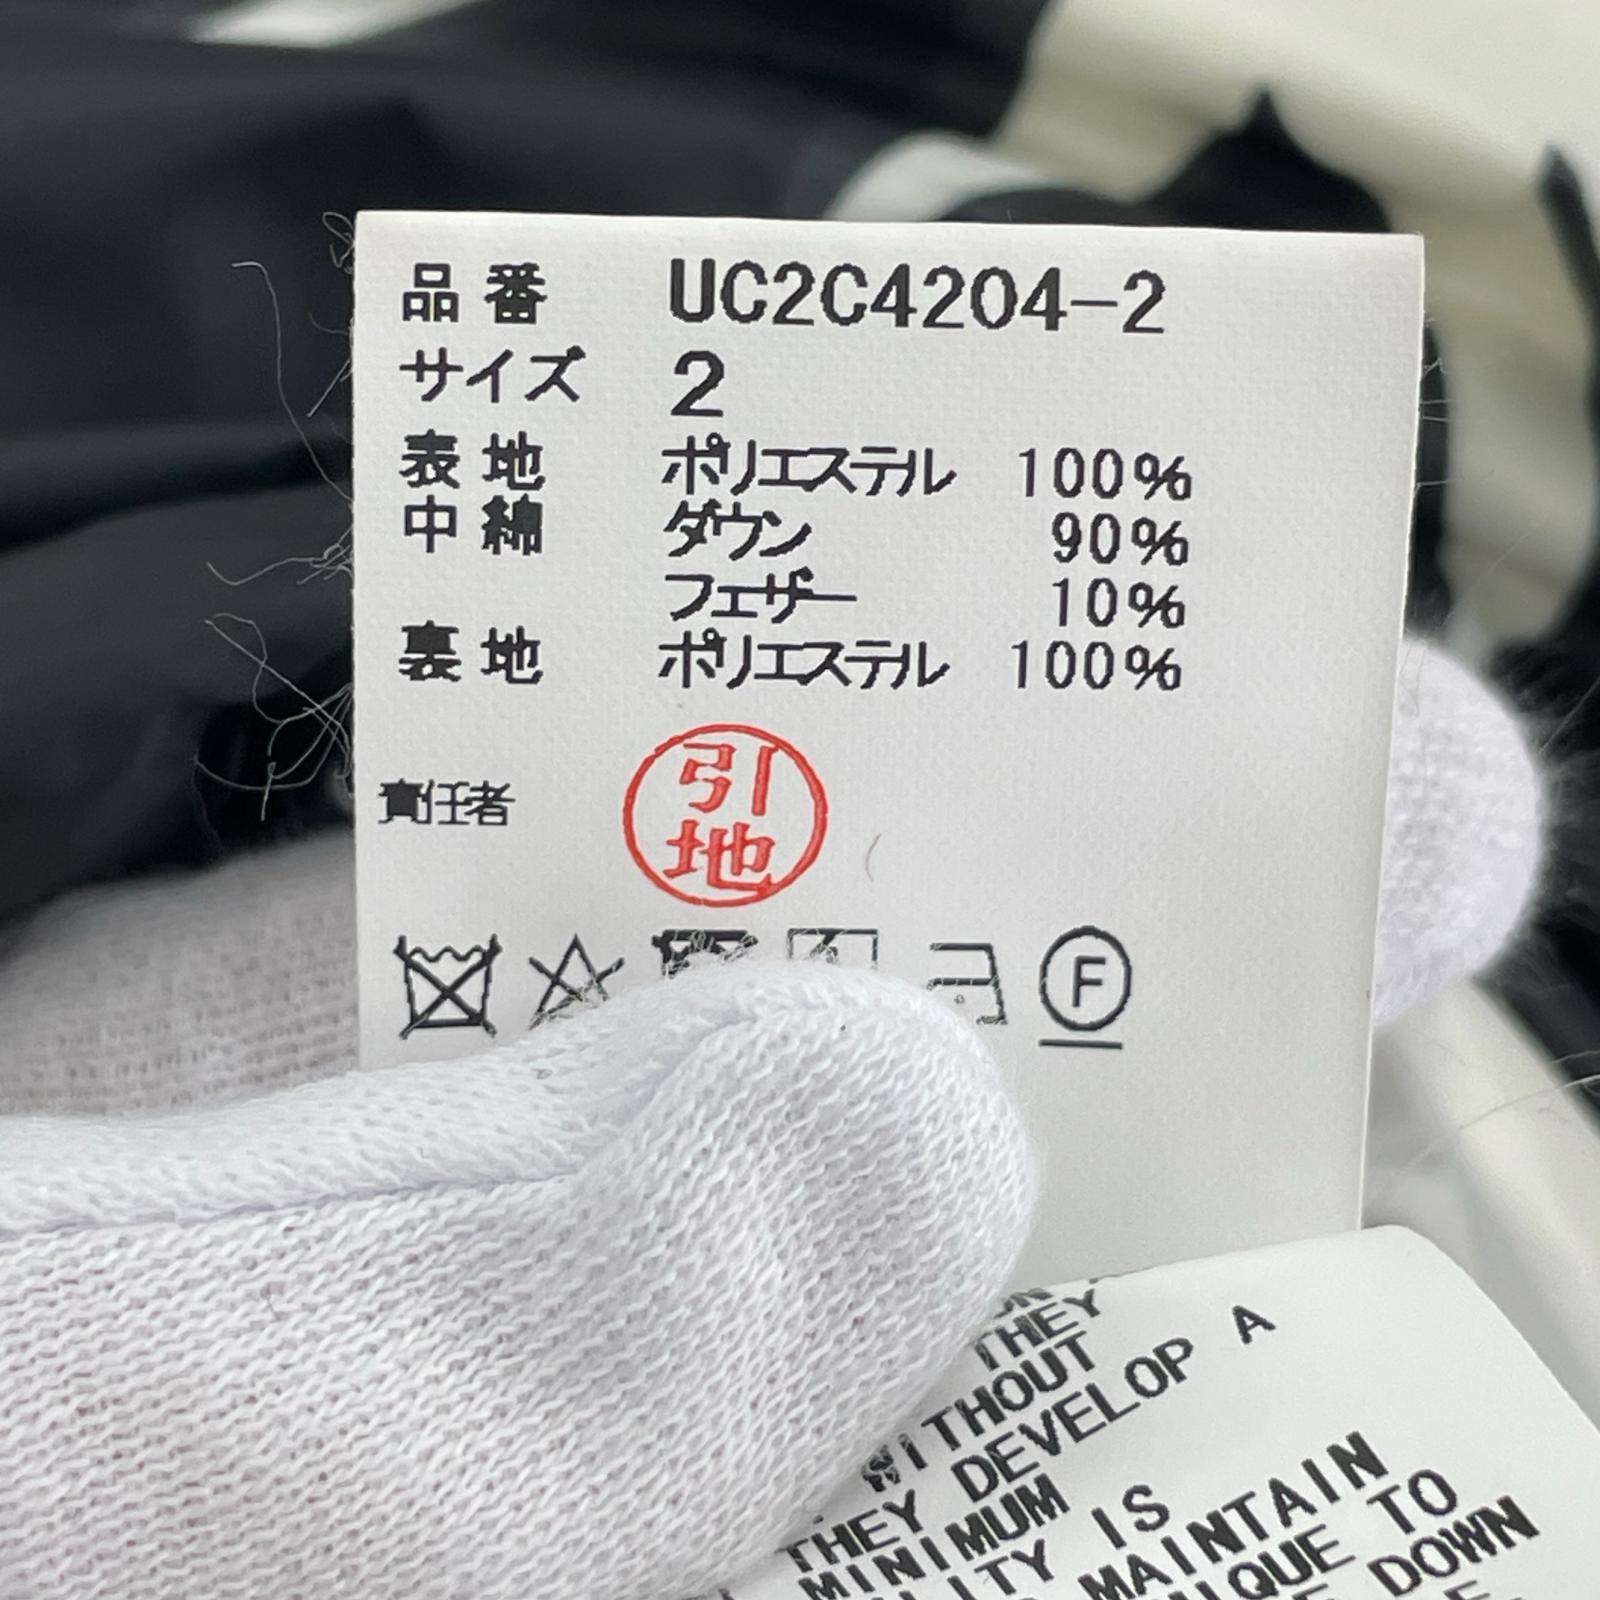 品番 UC2C4204-2
サイズ 2
表地 ポリエステル 100%
中綿 ダウン 90%
フェザー 10%
裏地 ポリエステル 100%
責任者 引地
F
THEY
WITHOUT
THEY DEVELOP A
MINIMUM
IS
MAINTAIN
TO
DOWN